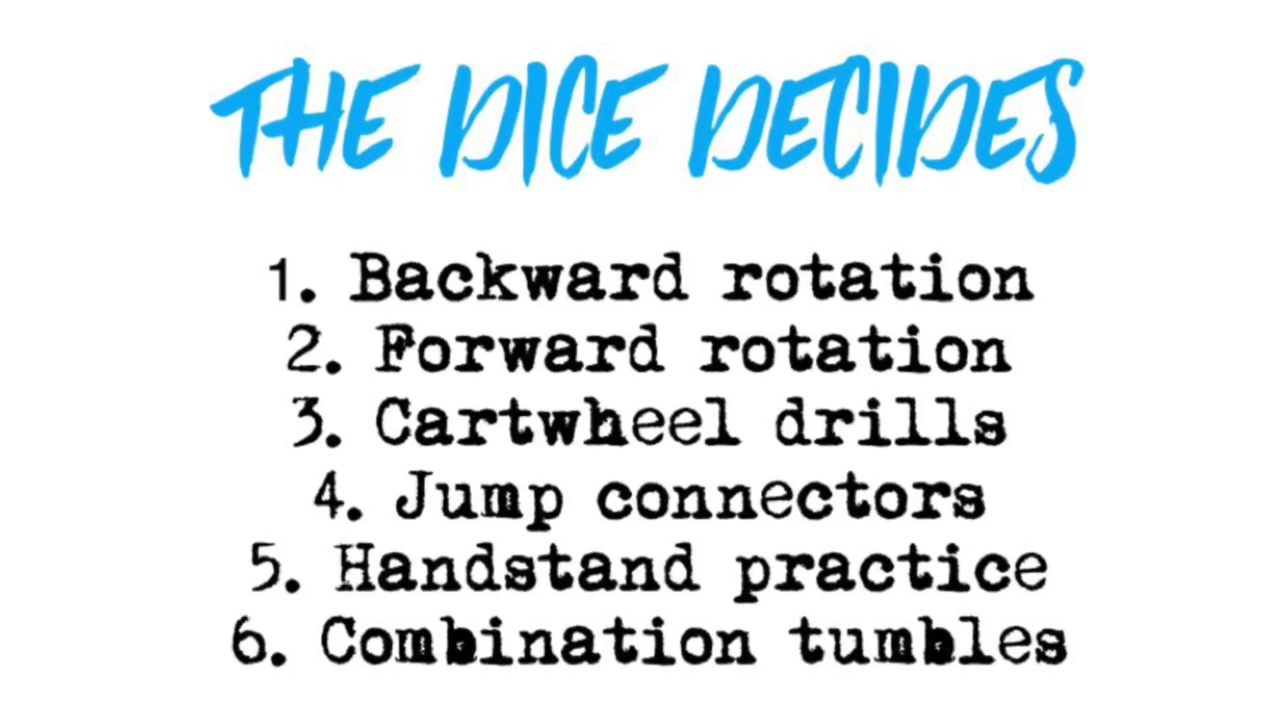 THE DICE DECIDES
1. Backward rotation
2. Forward rotation
3. Cartwheel drills
4. Jump connectors
5. Handstand practice
6. Combination tumbles